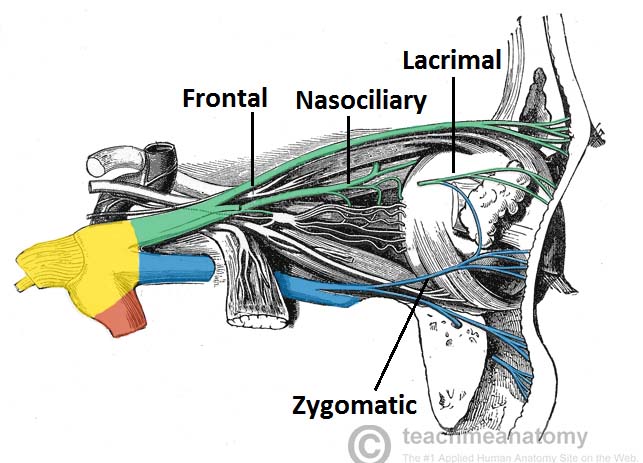 Lacrimal
Frontal
Nasociliary
Zygomatic
© teachmeanatomy
The #1 Applied Human Anatomy Site on the Web.